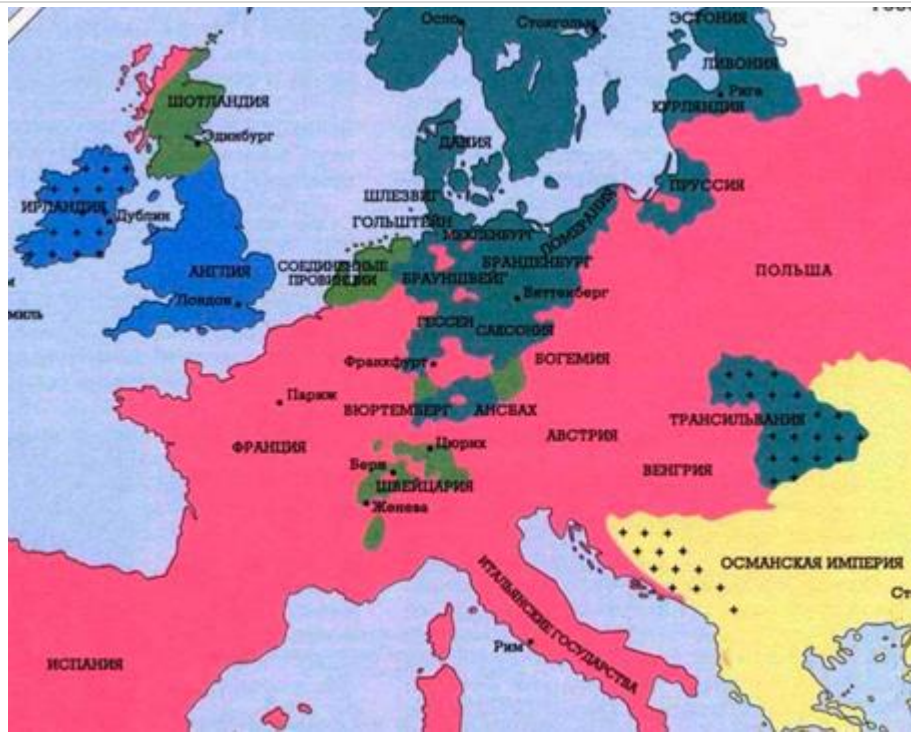 Осло
Стокгольм
ЭСТОНИЯ
ЛИВОНИЯ
Рига
КУРЛЯНДИЯ
ШОТЛАНДИЯ
Эдинбург
ДАНИЯ
ПРУССИЯ
ШЛЕЗВИГ
ИРЛАНДИЯ
Дублин
ГОЛЬШТЕЙН
МЕКЛЕНБУРГ
ПОМЕРАНИЯ
АНГЛИЯ
СОЕДИНЕННЫЕ
ПРОВИНЦИИ
БРАНДЕНБУРГ
БРАУНШВЕЙГ
ПОЛЬША
Лондон
Виттенберг
миль
ГЕССЕН
САКСОНИЯ
Франкфурт
БОГЕМИЯ
Париж
ВЮРТЕМБЕРГ
АНСБАХ
ТРАНСИЛЬВАНИЯ
ФРАНЦИЯ
Цюрих
АВСТРИЯ
Берн
ВЕНГРИЯ
ШВЕЙЦАРИЯ
Женева
ОСМАНСКАЯ ИМПЕРИЯ
Ст
ИТАЛЬЯНСКИЕ ГОСУДАРСТВА
Рим
ИСПАНИЯ